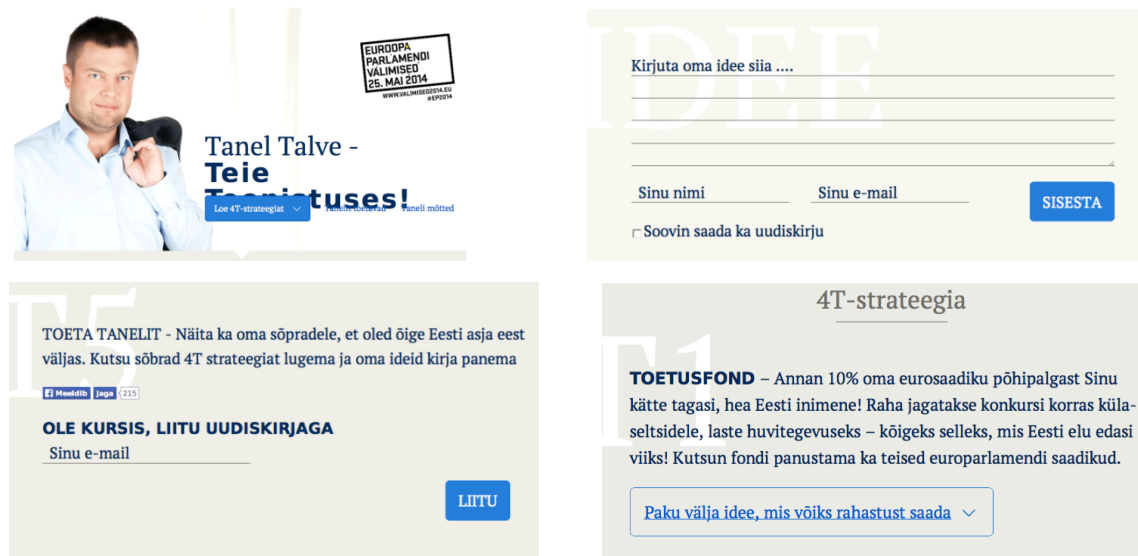 EUROOPA
PARLAMENDI
VALIMISED
25. MAI 2014
WWW.VALIMISED2014.EU
#EP2014
Tanel Talve -
Teie
Teenistuses!
Loe 4T-strateegiat
Taneli toetavad
Taneli mõtted
IDEE
Kirjuta oma idee siia ....
Sinu nimi
Sinu e-mail
SISESTA
Soovin saada ka uudiskirju
T5
TOETA TANELIT - Näita ka oma sõpradele, et oled õige Eesti asja eest
väljas. Kutsu sõbrad 4T strateegiat lugema ja oma ideid kirja panema
Meeldib Jaga 215
OLE KURSIS, LIITU UUDISKIRJAGA
Sinu e-mail
LIITU
4T-strateegia
T1
TOETUSFOND – Annan 10% oma eurosaadiku põhipalgast Sinu
kätte tagasi, hea Eesti inimene! Raha jagatakse konkursi korras küla-
seltsidele, laste huvitegevuseks – kõigeks selleks, mis Eesti elu edasi
viiks! Kutsun fondi panustama ka teised europarlamendi saadikud.
Paku välja idee, mis võiks rahastust saada